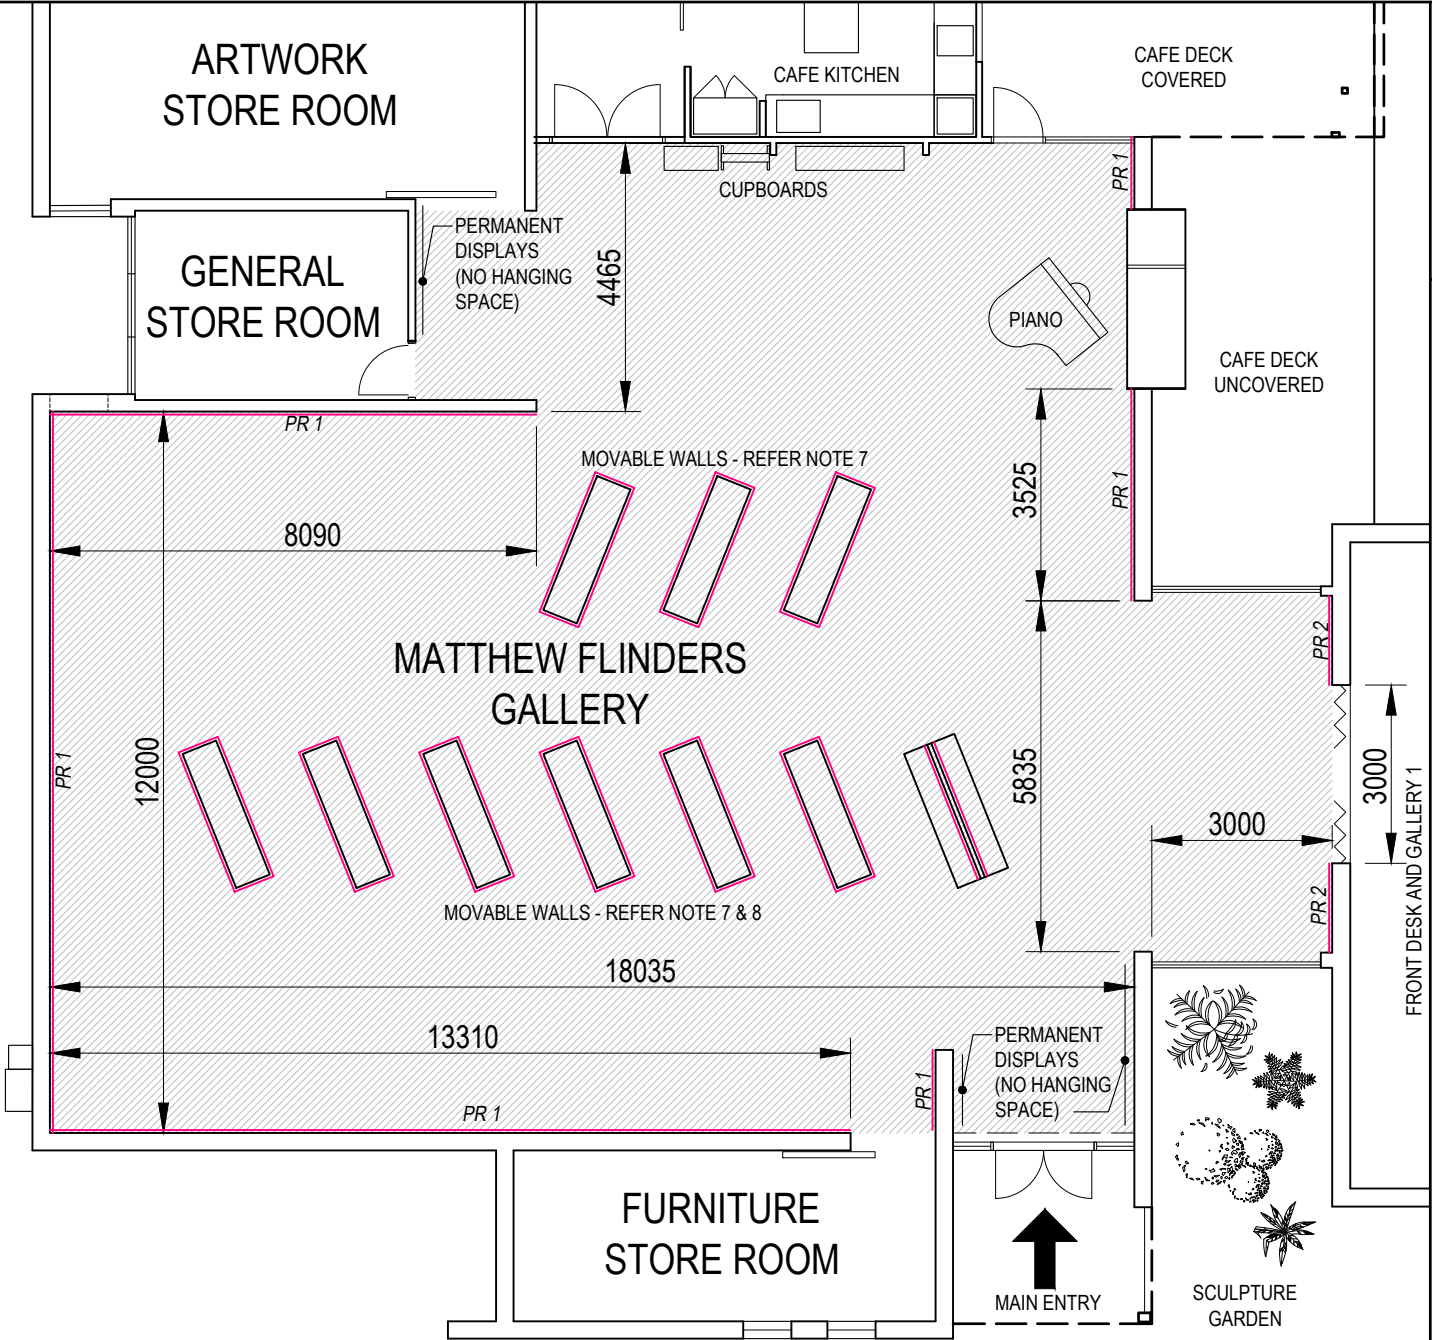 ARTWORK
STORE ROOM
CAFE KITCHEN
CAFE DECK
COVERED
CUPBOARDS
PR 1
PERMANENT
DISPLAYS
(NO HANGING
SPACE)
GENERAL
STORE ROOM
4465
PIANO
CAFE DECK
UNCOVERED
PR 1
MOVABLE WALLS - REFER NOTE 7
3525
PR 1
8090
MATTHEW FLINDERS
GALLERY
PR 2
PR 1
12000
5835
3000
3000
FRONT DESK AND GALLERY 1
PR 2
MOVABLE WALLS - REFER NOTE 7 & 8
18035
13310
PERMANENT
DISPLAYS
(NO HANGING
SPACE)
PR 1
PR 1
FURNITURE
STORE ROOM
MAIN ENTRY
SCULPTURE
GARDEN